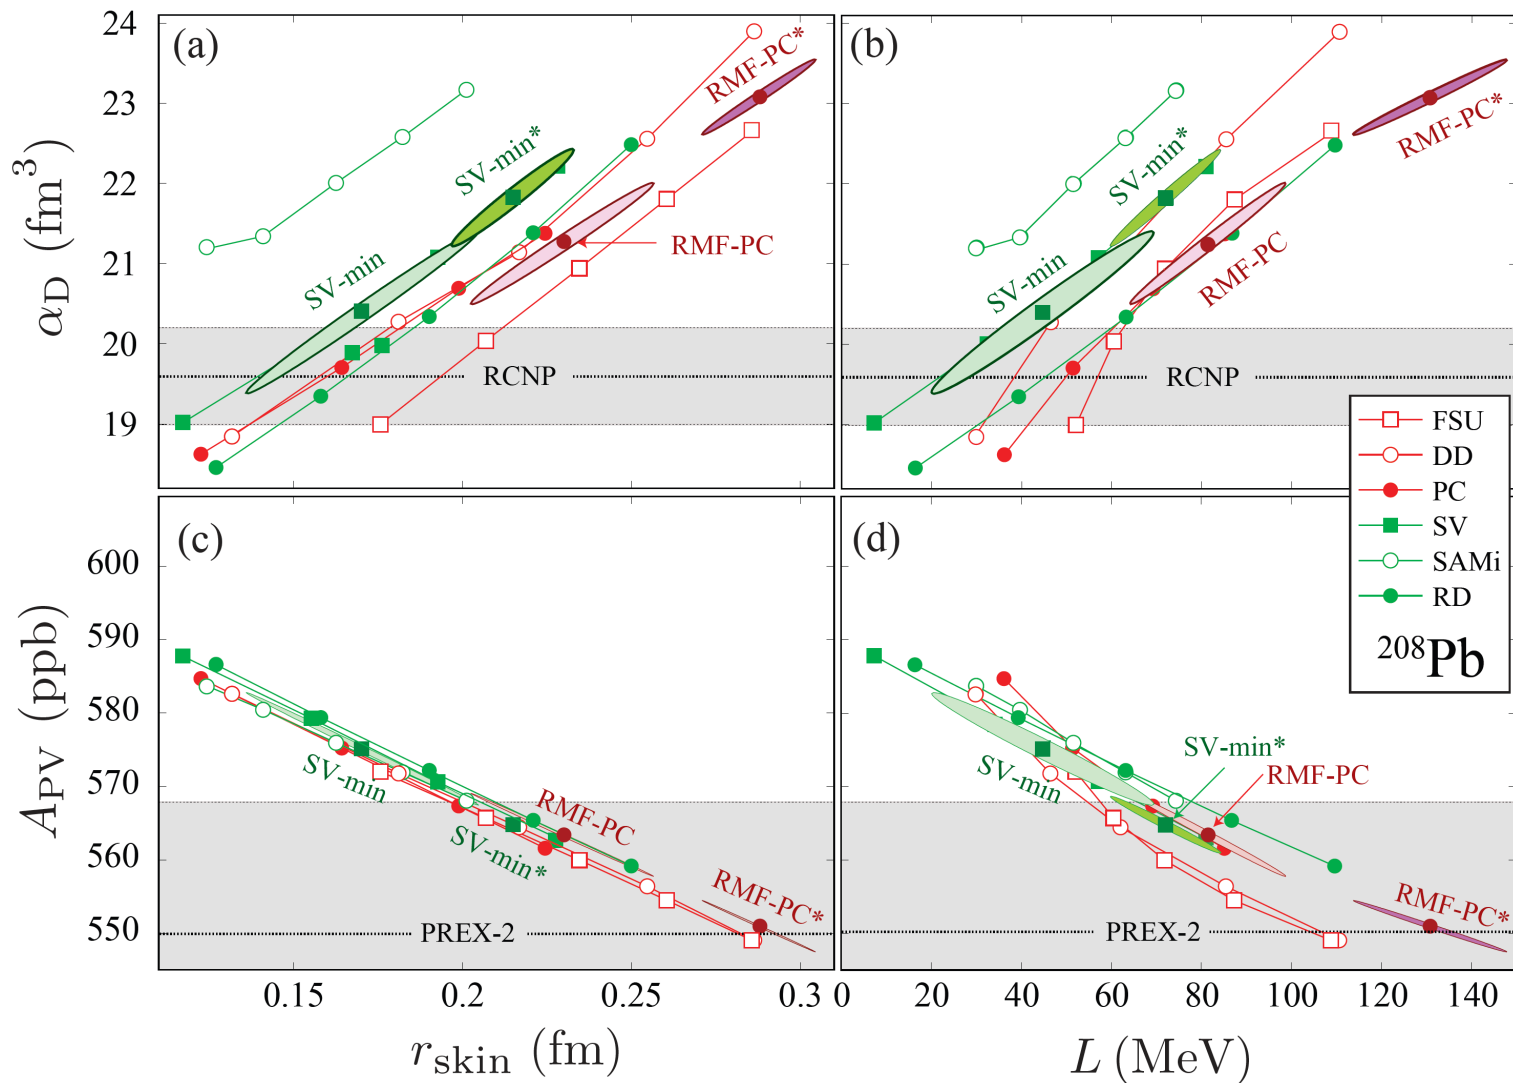 24
23
22
21
20
19
α_D (fm³)
(a)
RMF-PC*
SV-min*
SV-min
RMF-PC
RCNP
(b)
RMF-PC*
SV-min*
SV-min
RMF-PC
RCNP
FSU
DD
PC
SV
SAMi
RD
²⁰⁸Pb
600
590
580
570
560
550
A_PV (ppb)
(c)
SV-min
RMF-PC
SV-min*
RMF-PC*
PREX-2
(d)
SV-min*
RMF-PC
SV-min
RMF-PC*
PREX-2
0.15 0.2 0.25 0.3
r_skin (fm)
0 20 40 60 80 100 120 140
L (MeV)